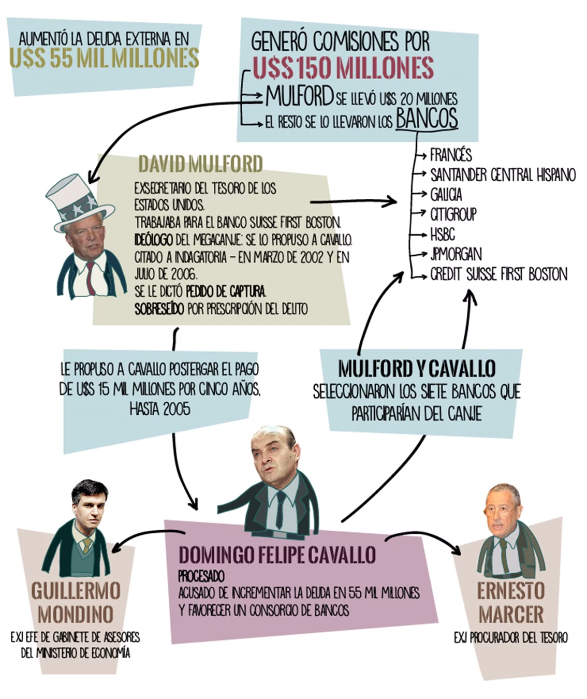 AUMENTÓ LA DEUDA EXTERNA EN
U$S 55 MIL MILLONES
GENERÓ COMISIONES POR
U$S 150 MILLONES
MULFORD SE LLEVÓ U$S 20 MILLONES
EL RESTO SE LO LLEVARON LOS BANCOS
FRANCÉS
SANTANDER CENTRAL HISPANO
GALICIA
CITIGROUP
HSBC
JPMORGAN
CREDIT SUISSE FIRST BOSTON
DAVID MULFORD
EXSECRETARIO DEL TESORO DE LOS
ESTADOS UNIDOS.
TRABAJABA PARA EL BANCO SUISSE FIRST BOSTON.
IDEÓLOGO DEL MEGACANJE: SE LO PROPUSO A CAVALLO.
CITADO A INDAGATORIA – EN MARZO DE 2002 Y EN
JULIO DE 2006.
SE LE DICTÓ PEDIDO DE CAPTURA.
SOBRESEÍDO POR PRESCRIPCIÓN DEL DELITO
LE PROPUSO A CAVALLO POSTERGAR EL PAGO
DE U$S 15 MIL MILLONES POR CINCO AÑOS,
HASTA 2005
MULFORD Y CAVALLO
SELECCIONARON LOS SIETE BANCOS QUE
PARTICIPARÍAN DEL CANJE
DOMINGO FELIPE CAVALLO
PROCESADO
ACUSADO DE INCREMENTAR LA DEUDA EN 55 MIL MILLONES
Y FAVORECER UN CONSORCIO DE BANCOS
GUILLERMO
MONDINO
EXJEFE DE GABINETE DE ASESORES
DEL MINISTERIO DE ECONOMÍA
ERNESTO
MARCER
EXJ PROCURADOR DEL TESORO